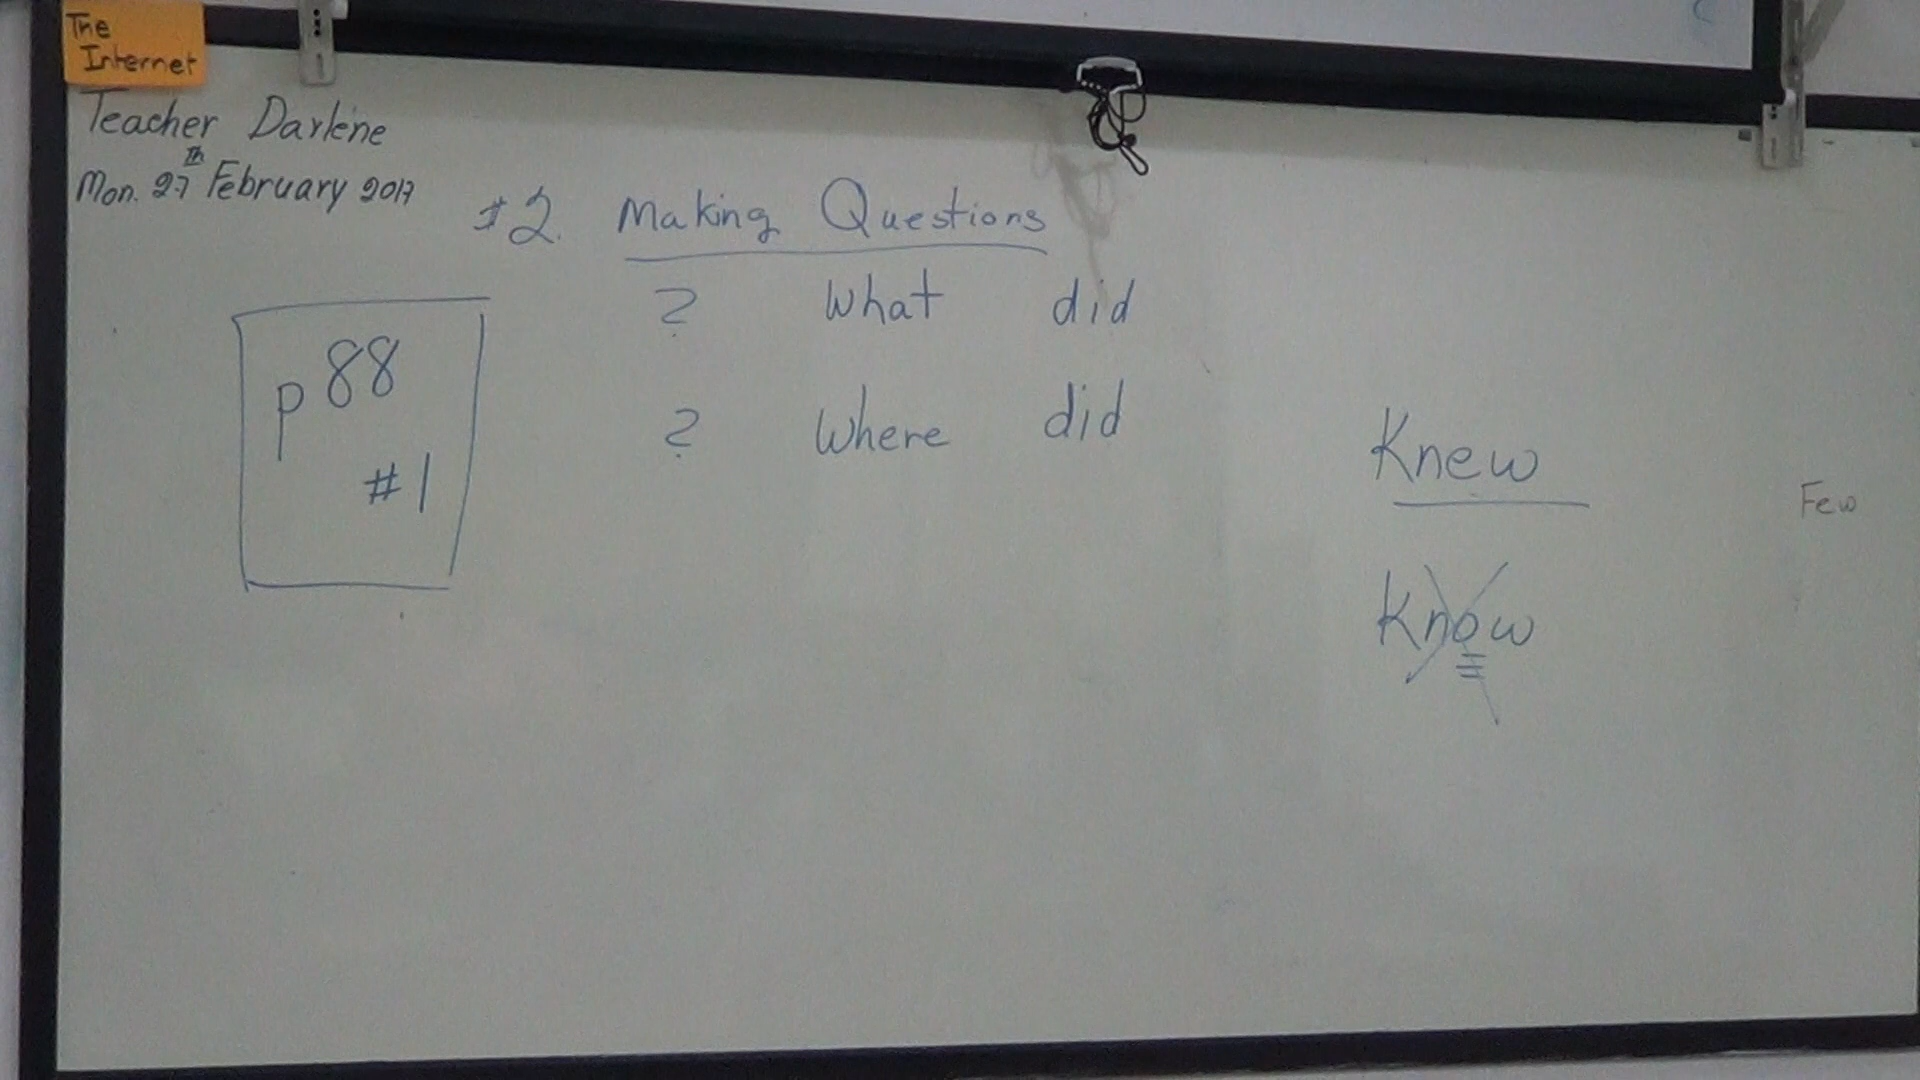 The
Internet
Teacher Darlene
Mon. 27th February 2017
#2. Making Questions
? What did
? Where did
p 88
#1
Knew
Know
Few